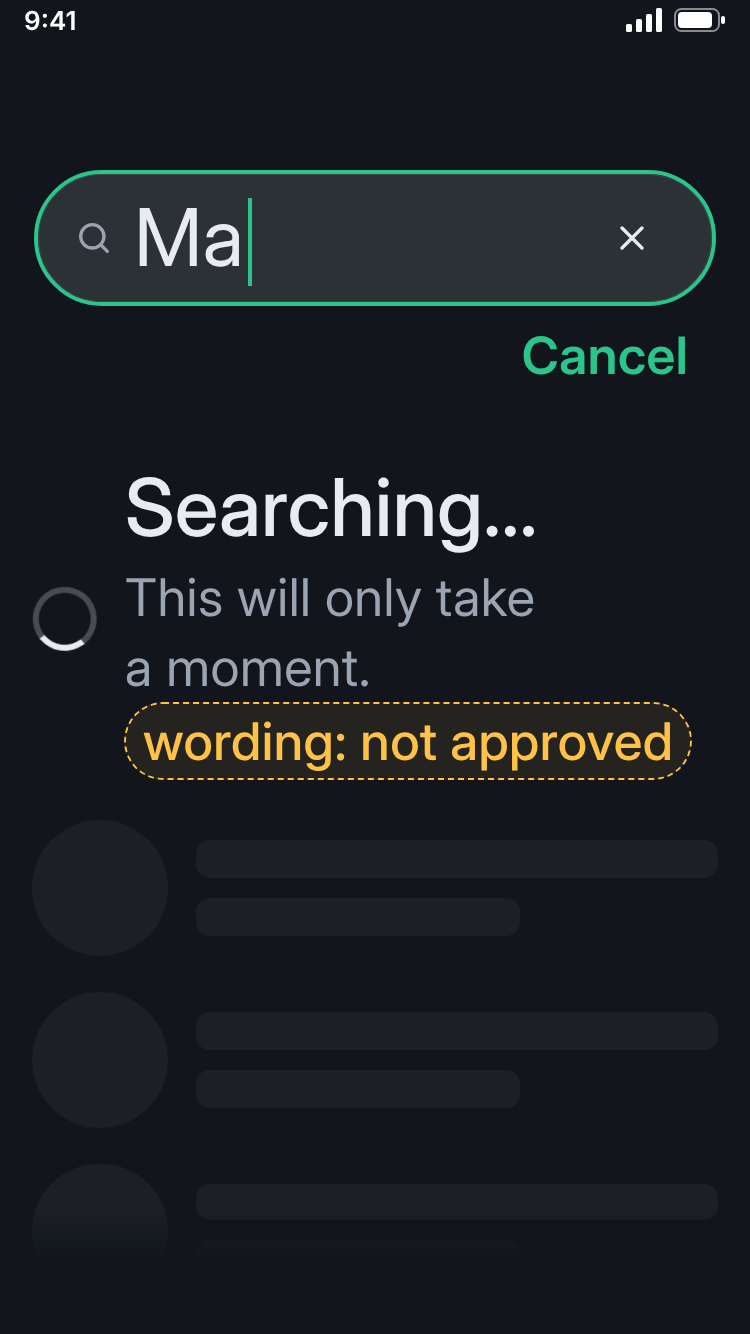 9:41
Ma
Cancel
Searching...
This will only take
a moment.
wording: not approved